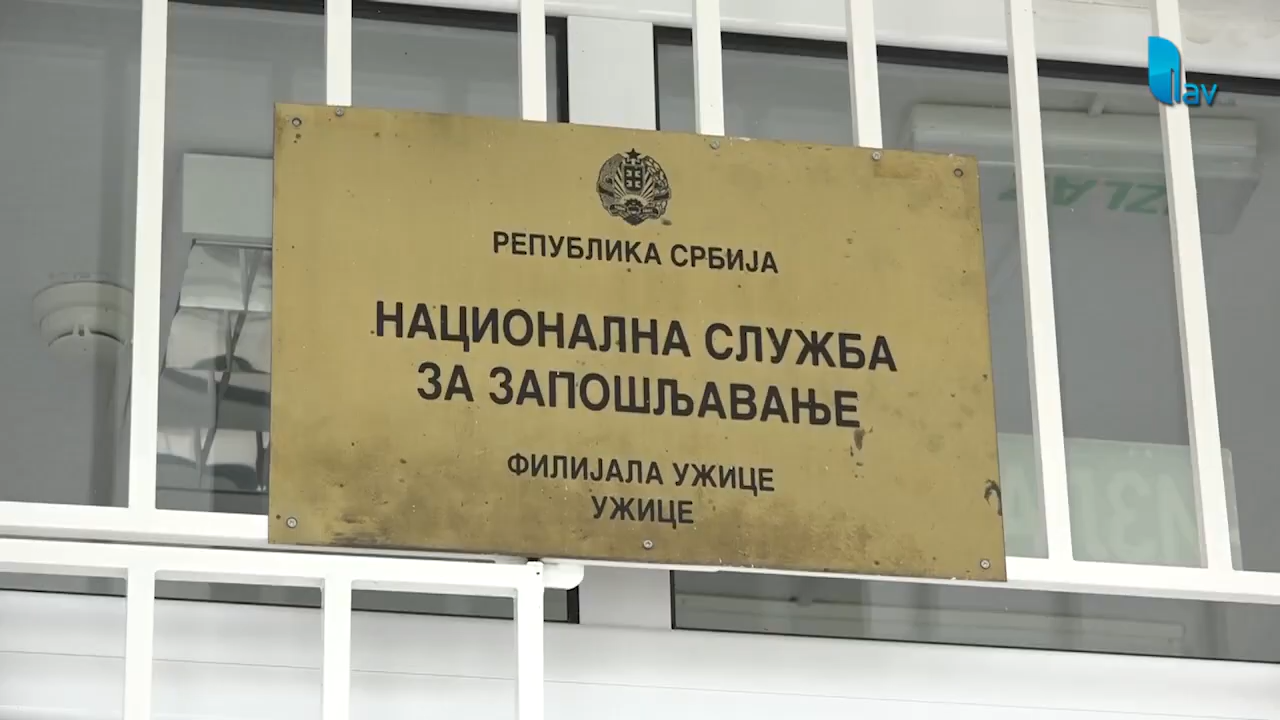 lav
РЕПУБЛИКА СРБИЈА
НАЦИОНАЛНА СЛУЖБА
ЗА ЗАПОШЉАВАЊЕ
ФИЛИЈАЛА УЖИЦЕ
УЖИЦЕ